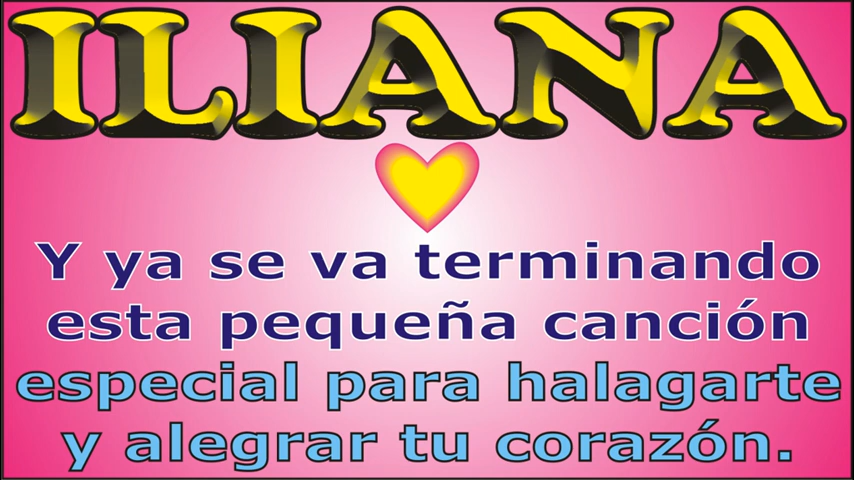 ILIANA
Y ya se va terminando
esta pequeña canción
especial para halagarte
y alegrar tu corazón.